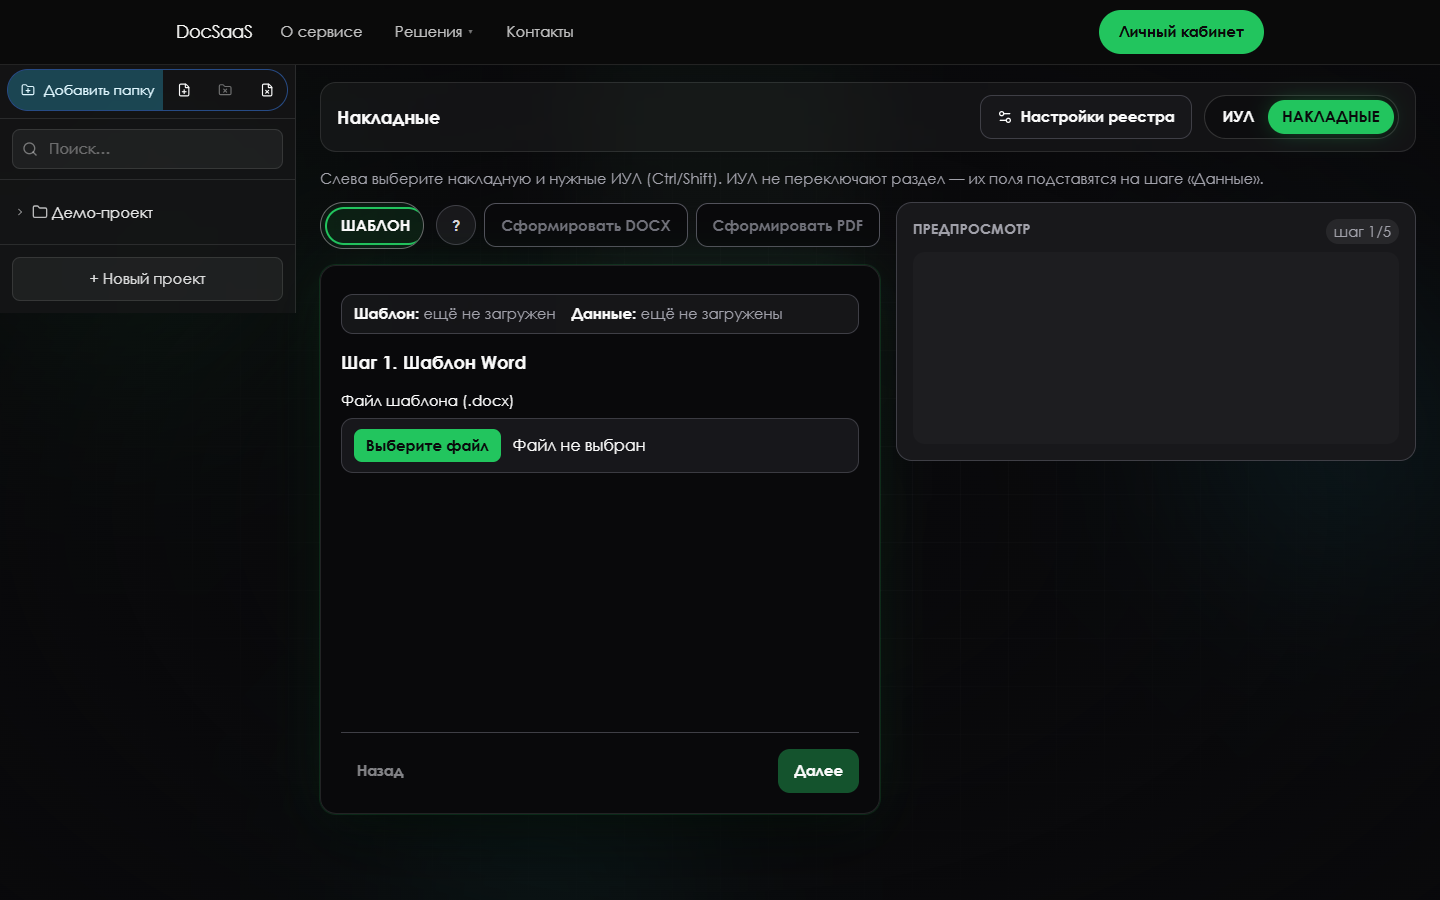 DocSaaS
О сервисе
Решения
Контакты
Личный кабинет
Добавить папку
Поиск...
Демо-проект
+ Новый проект
Накладные
Настройки реестра
ИУЛ
НАКЛАДНЫЕ
Слева выберите накладную и нужные ИУЛ (Ctrl/Shift). ИУЛ не переключают раздел — их поля подставятся на шаге «Данные».
ШАБЛОН
?
Сформировать DOCX
Сформировать PDF
Шаблон: ещё не загружен Данные: ещё не загружены
Шаг 1. Шаблон Word
Файл шаблона (.docx)
Выберите файл Файл не выбран
Назад
Далее
ПРЕДПРОСМОТР
шаг 1/5